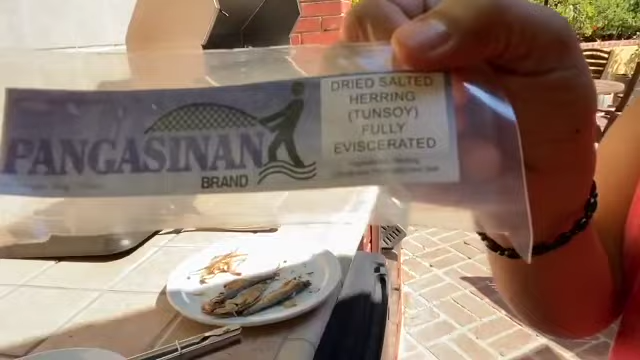 PANGASINAN
BRAND
DRIED SALTED
HERRING
(TUNSOY)
FULLY
EVISCERATED